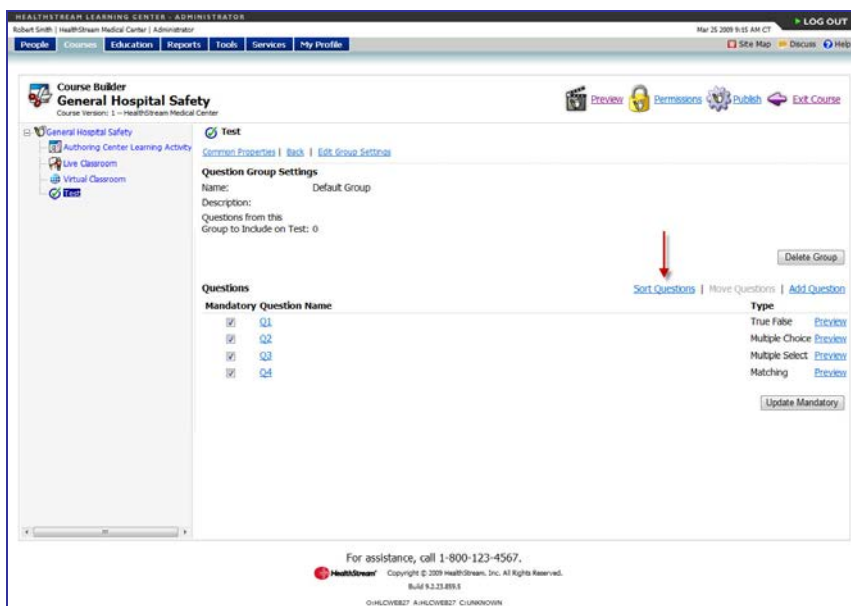 HEALTHSTREAM LEARNING CENTER - ADMINISTRATOR
LOG OUT
Robert Smith | HealthStream Medical Center | Administrator
Mar 25 2009 9:15 AM CT
People Courses Education Reports Tools Services My Profile
Site Map Discuss Help
Course Builder
General Hospital Safety
Course Version: 1 -- HealthStream Medical Center
Preview Permissions Publish Exit Course
General Hospital Safety
Authoring Center Learning Activity
Live Classroom
Virtual Classroom
Test
Test
Common Properties | Back | Edit Group Settings
Question Group Settings
Name: Default Group
Description:
Questions from this
Group to Include on Test: 0
Delete Group
Questions
Sort Questions | Move Questions | Add Question
Mandatory Question Name Type
Q1 True False Preview
Q2 Multiple Choice Preview
Q3 Multiple Select Preview
Q4 Matching Preview
Update Mandatory
For assistance, call 1-800-123-4567.
HealthStream Copyright © 2009 HealthStream, Inc. All Rights Reserved.
O:HLCWEB27 A:HLCWEB27 C:UNKNOWN